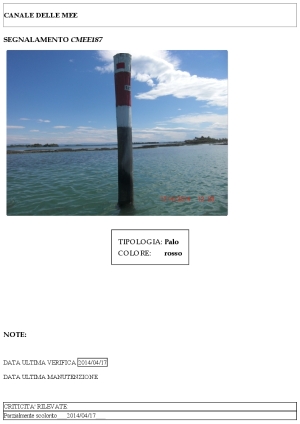 CANALE DELLE MEE
SEGNALAMENTO CMEE187
TIPOLOGIA: Palo
COLORE: rosso
NOTE:
DATA ULTIMA VERIFICA 2014/04/17
DATA ULTIMA MANUTENZIONE
CRITICITA' RILEVATE
Parzialmente scolorito 2014/04/17